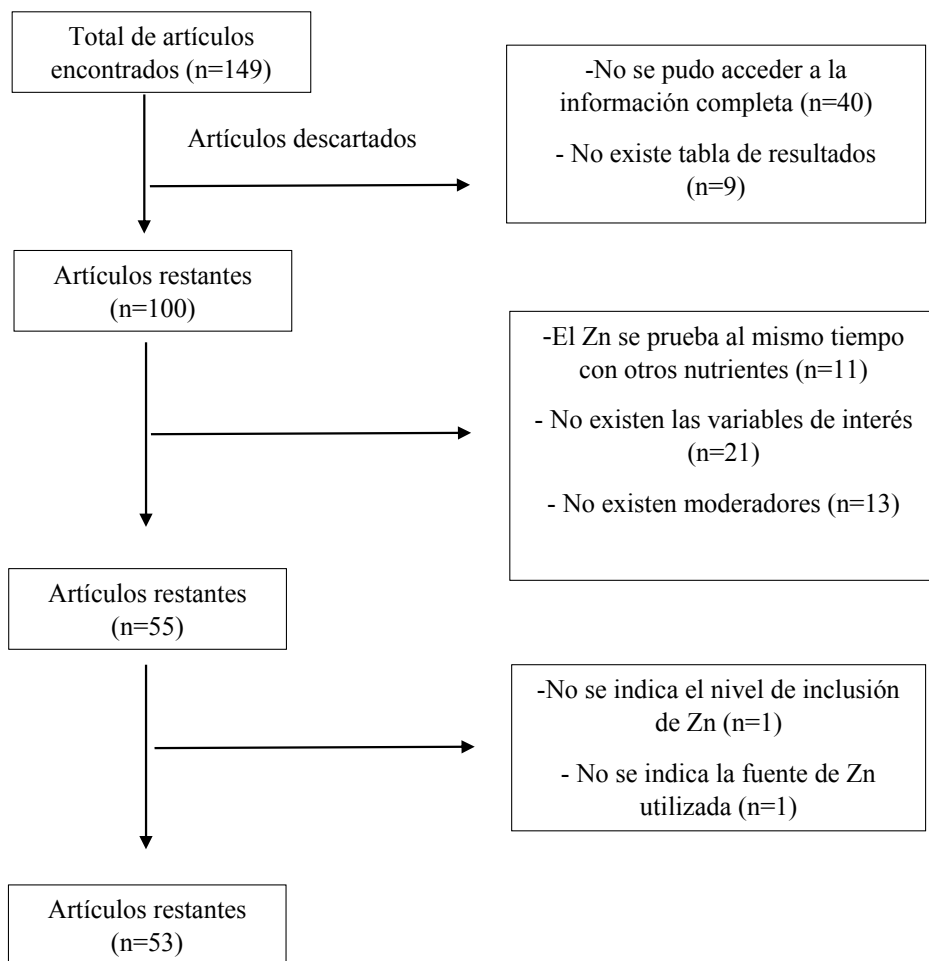 Total de artículos
encontrados (n=149)
-No se pudo acceder a la
información completa (n=40)
- No existe tabla de resultados
(n=9)
Artículos descartados
Artículos restantes
(n=100)
-El Zn se prueba al mismo tiempo
con otros nutrientes (n=11)
- No existen las variables de interés
(n=21)
- No existen moderadores (n=13)
Artículos restantes
(n=55)
-No se indica el nivel de inclusión
de Zn (n=1)
- No se indica la fuente de Zn
utilizada (n=1)
Artículos restantes
(n=53)